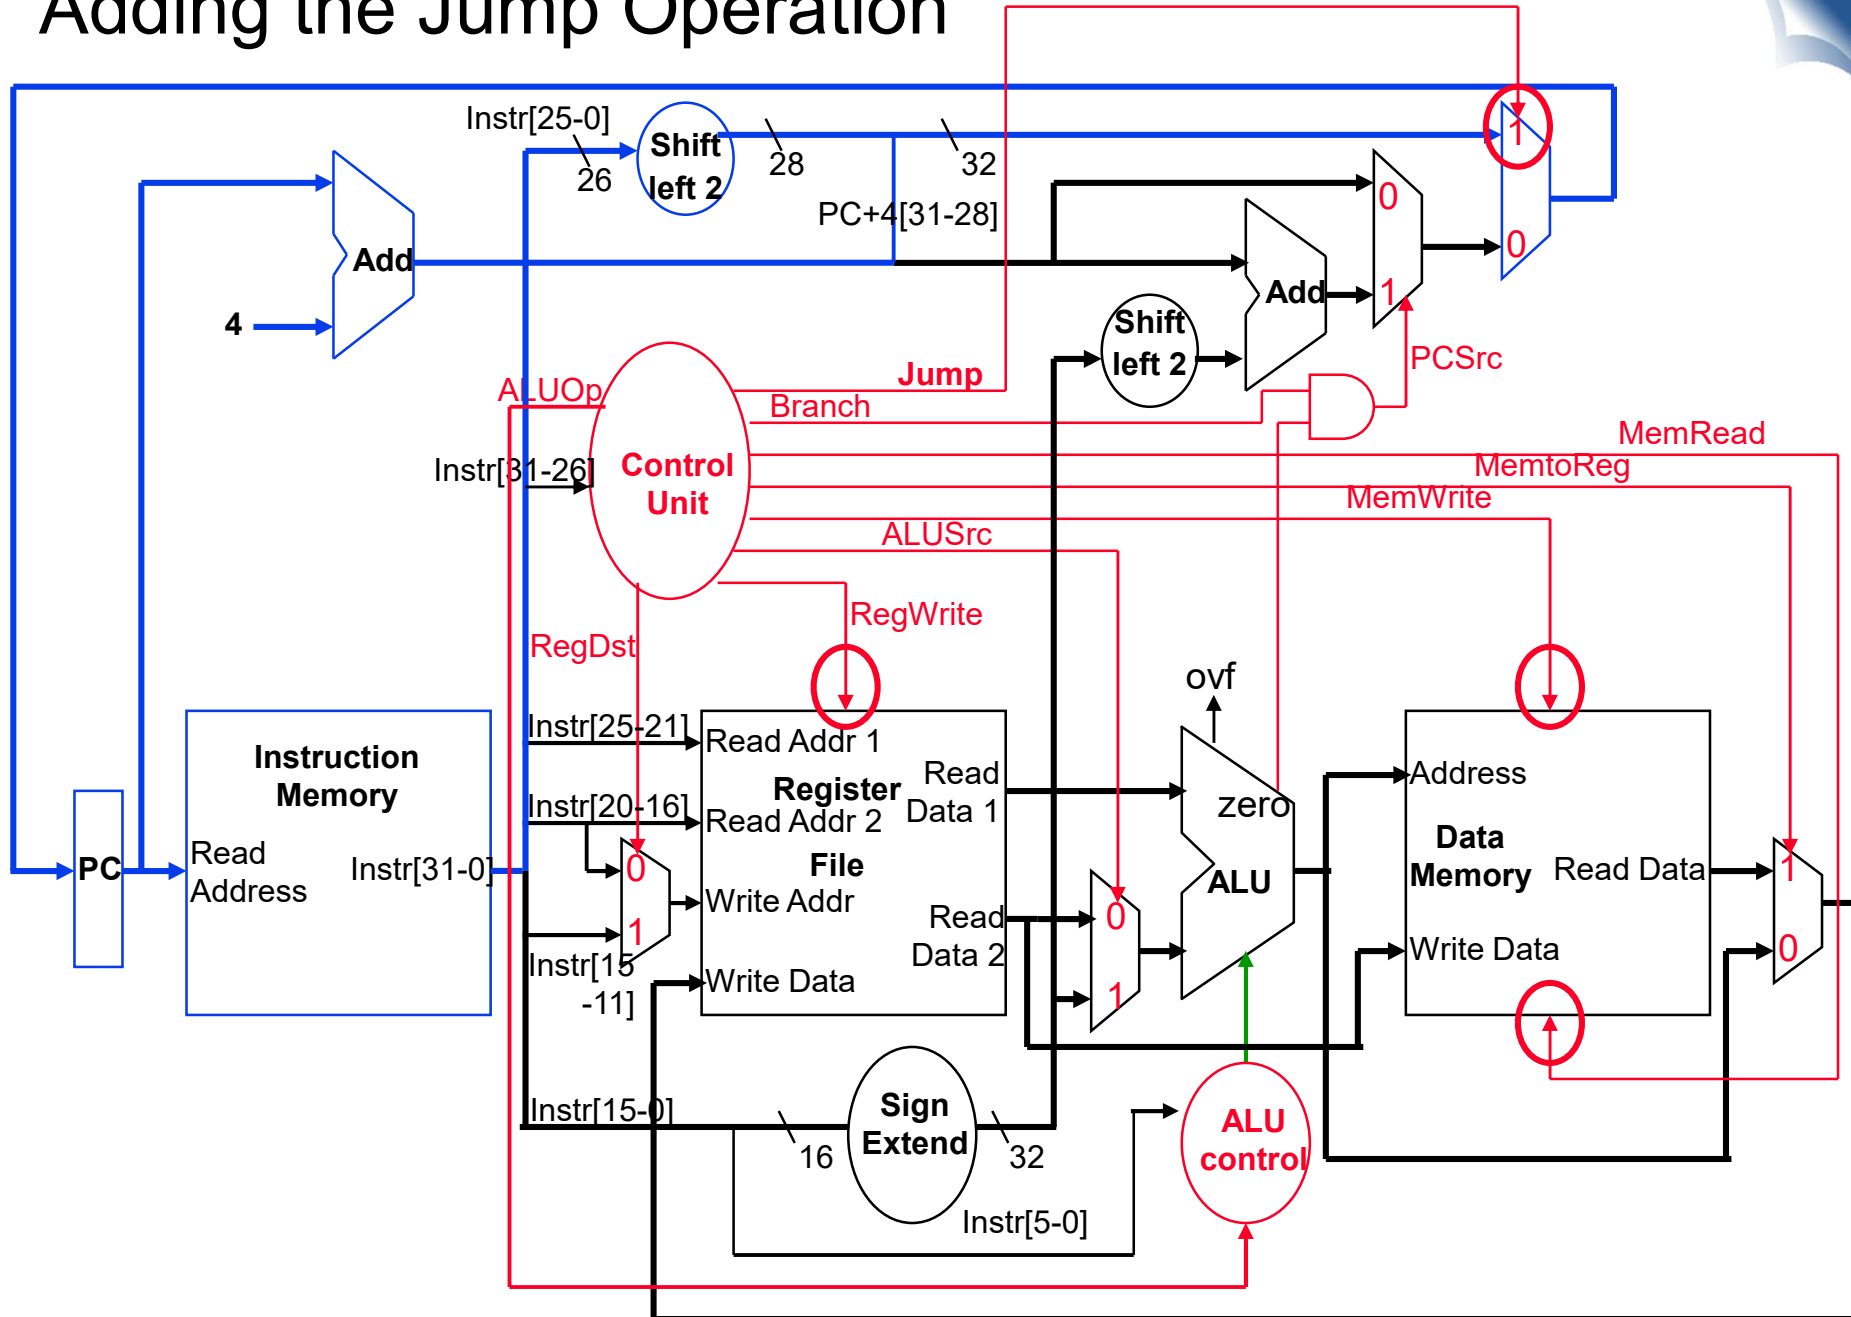 Adding the Jump Operation
Instr[25-0]
26
Shift
left 2
28
32
PC+4[31-28]
1
0
0
1
Add
4
Add
Shift
left 2
PCSrc
Jump
ALUOp
Branch
MemRead
Instr[31-26]
Control
Unit
MemtoReg
MemWrite
ALUSrc
RegWrite
RegDst
ovf
Instr[25-21]
Read Addr 1
Instruction
Memory
Read
Data 1
Register
Instr[20-16]
Read Addr 2
zero
Address
Data
Memory
PC
Read
Address
Instr[31-0]
0
File
ALU
Read Data
1
Write Addr
1
Read
Data 2
0
Write Data
0
Instr[15
-11]
Write Data
1
Instr[15-0]
16
Sign
Extend
32
ALU
control
Instr[5-0]